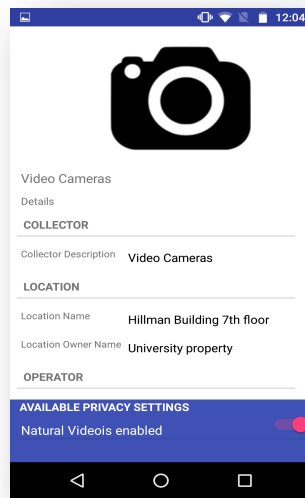 12:04
Video Cameras
Details
COLLECTOR
Collector Description Video Cameras
LOCATION
Location Name Hillman Building 7th floor
Location Owner Name University property
OPERATOR
AVAILABLE PRIVACY SETTINGS
Natural Videois enabled